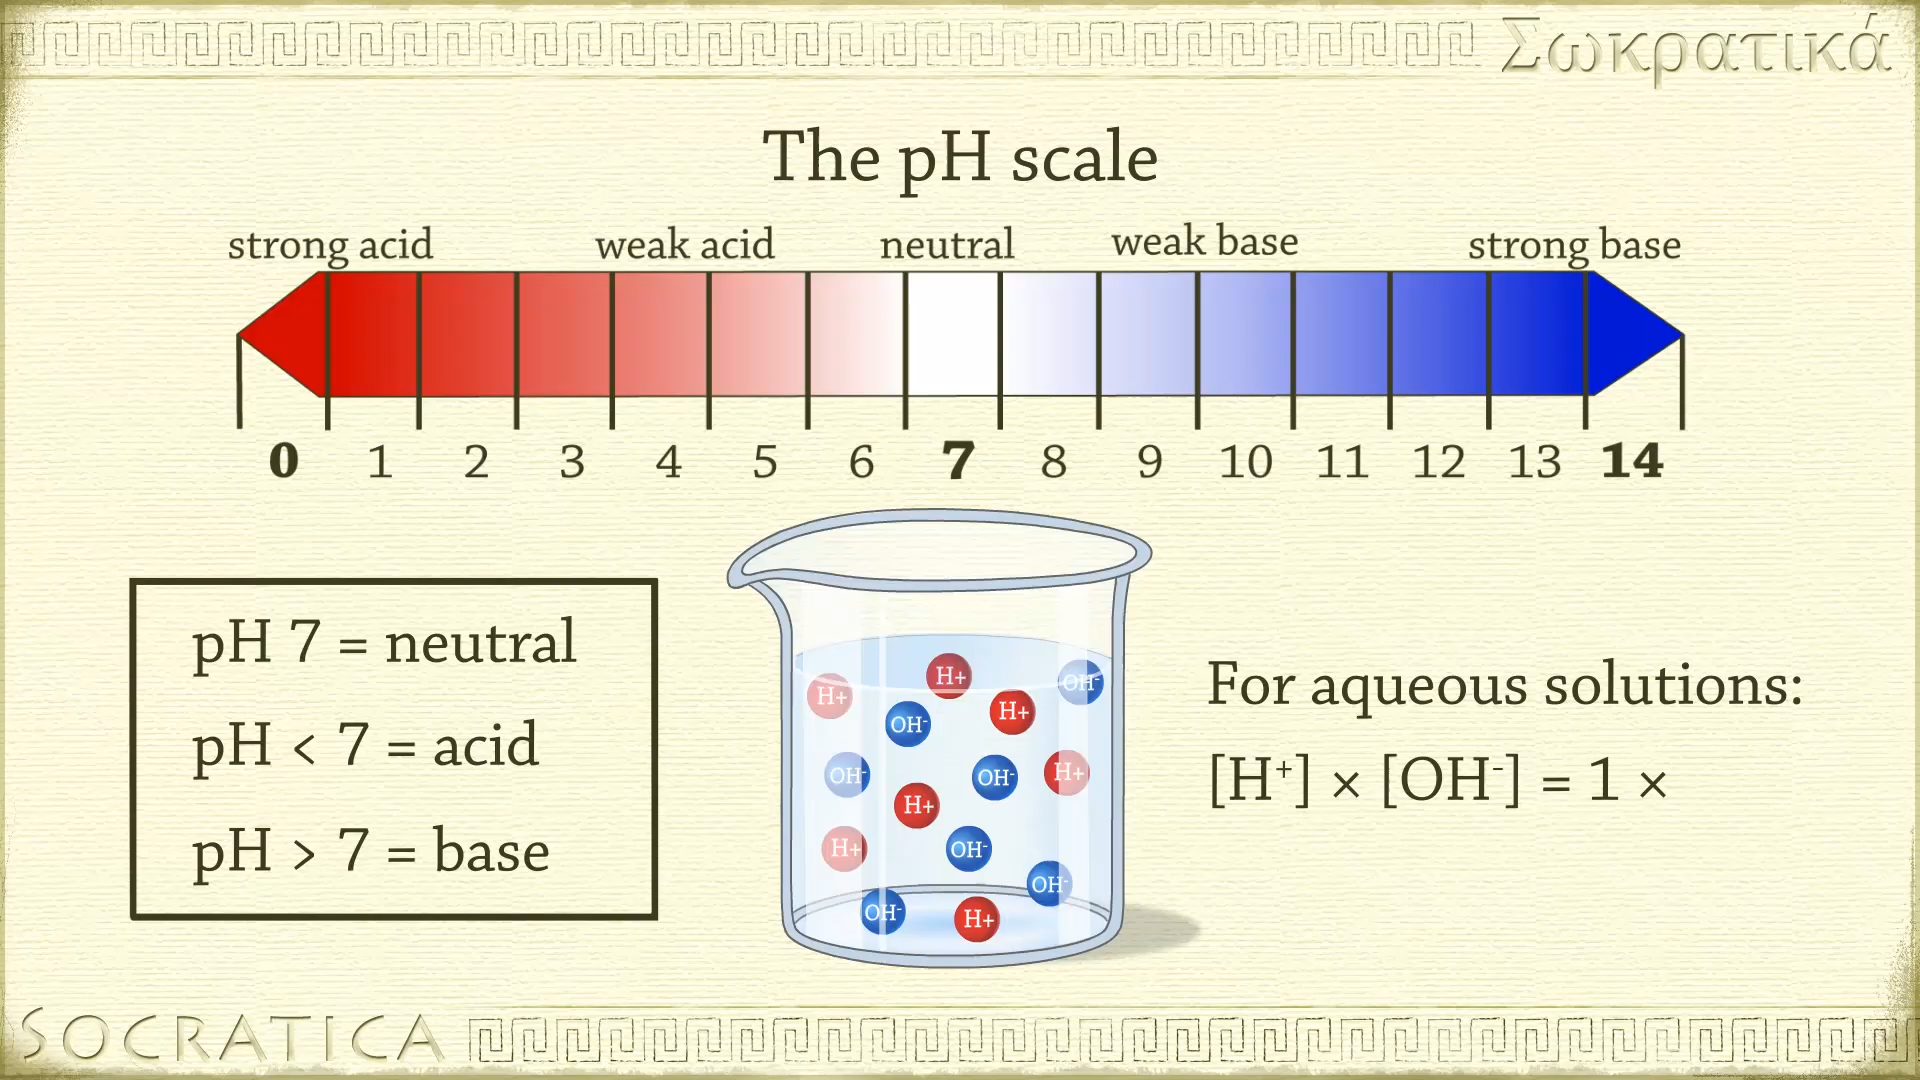 Σωκρατικά
The pH scale
strong acid weak acid neutral weak base strong base
0 1 2 3 4 5 6 7 8 9 10 11 12 13 14
pH 7 = neutral
pH < 7 = acid
pH > 7 = base
H+ H+ OH-
OH- H+
OH- OH- H+
H+
H+ OH-
OH-
OH- H+
For aqueous solutions:
[H⁺] × [OH⁻] = 1 ×
SOCRATICA